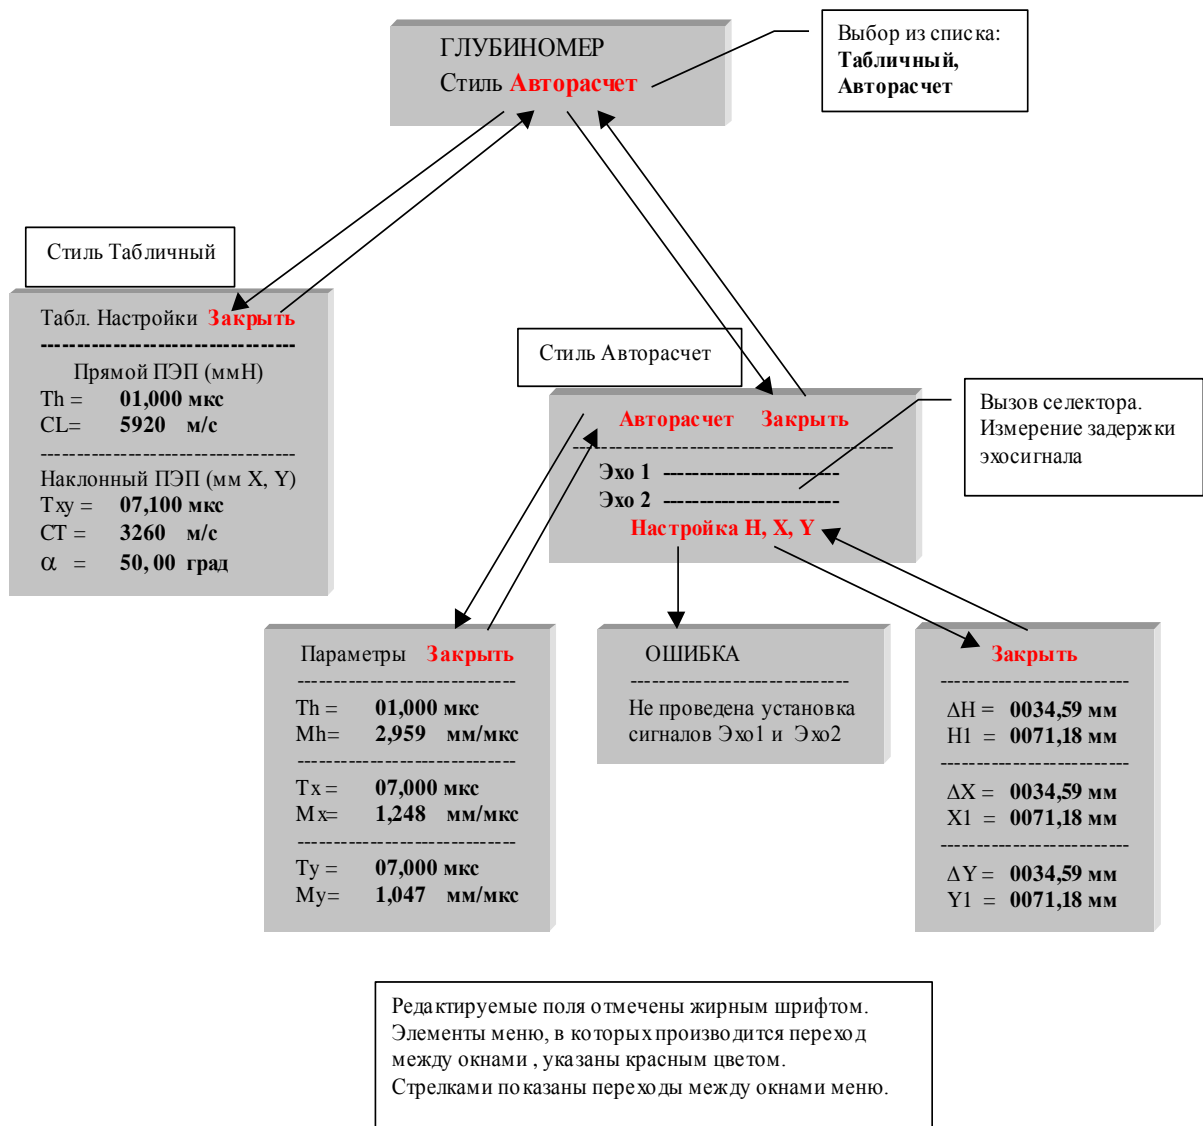 ГЛУБИНОМЕР
Стиль Авторасчет
Выбор из списка:
Табличный,
Авторасчет
Стиль Табличный
Табл. Настройки Закрыть
-----------------------------------
Прямой ПЭП (ммН)
Th = 01,000 мкс
CL= 5920 м/с
-----------------------------------
Наклонный ПЭП (мм X, Y)
Txy = 07,100 мкс
CT = 3260 м/с
α = 50,00 град
Стиль Авторасчет
Авторасчет Закрыть
-----------------------------------------------
Эхо 1 ------------------------
Эхо 2 ------------------------
Настройка H, X, Y
Вызов селектора.
Измерение задержки
эхосигнала
Параметры Закрыть
------------------------------
Th = 01,000 мкс
Mh= 2,959 мм/мкс
------------------------------
Tx = 07,000 мкс
Mx= 1,248 мм/мкс
------------------------------
Ty = 07,000 мкс
My= 1,047 мм/мкс
ОШИБКА
------------------------------
Не проведена установка
сигналов Эхо1 и Эхо2
Закрыть
--------------------------
ΔH = 0034,59 мм
H1 = 0071,18 мм
--------------------------
ΔX = 0034,59 мм
X1 = 0071,18 мм
--------------------------
ΔY = 0034,59 мм
Y1 = 0071,18 мм
Редактируемые поля отмечены жирным шрифтом.
Элементы меню, в которых производится переход
между окнами , указаны красным цветом.
Стрелками показаны переходы между окнами меню.